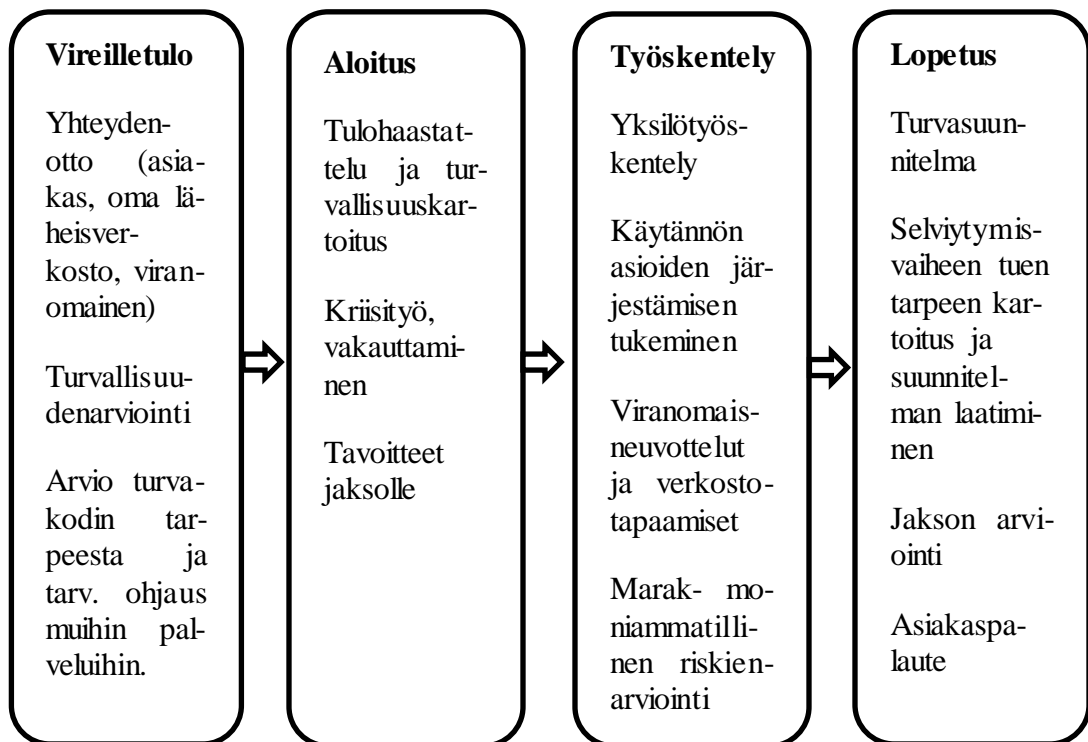 Vireilletulo
Yhteyden-
otto (asia-
kas, oma lä-
heisver-
kosto, viran-
omainen)
Turvallisuu-
denarviointi
Arvio turva-
kodin tar-
peesta ja
tarv. ohjaus
muihin pal-
veluihin.
Aloitus
Tulohaastat-
telu ja tur-
vallisuuskar-
toitus
Kriisityö,
vakauttami-
nen
Tavoitteet
jaksolle
Työskentely
Yksilötyös-
kentely
Käytännön
asioiden jär-
jestämisen
tukeminen
Viranomais-
neuvottelut
ja verkosto-
tapaamiset
Marak- mo-
niammatilli-
nen riskien-
arviointi
Lopetus
Turvasuun-
nitelma
Selviytymis-
vaiheen tuen
tarpeen kar-
toitus ja
suunnitel-
man laatimi-
nen
Jakson arvi-
ointi
Asiakaspa-
laute